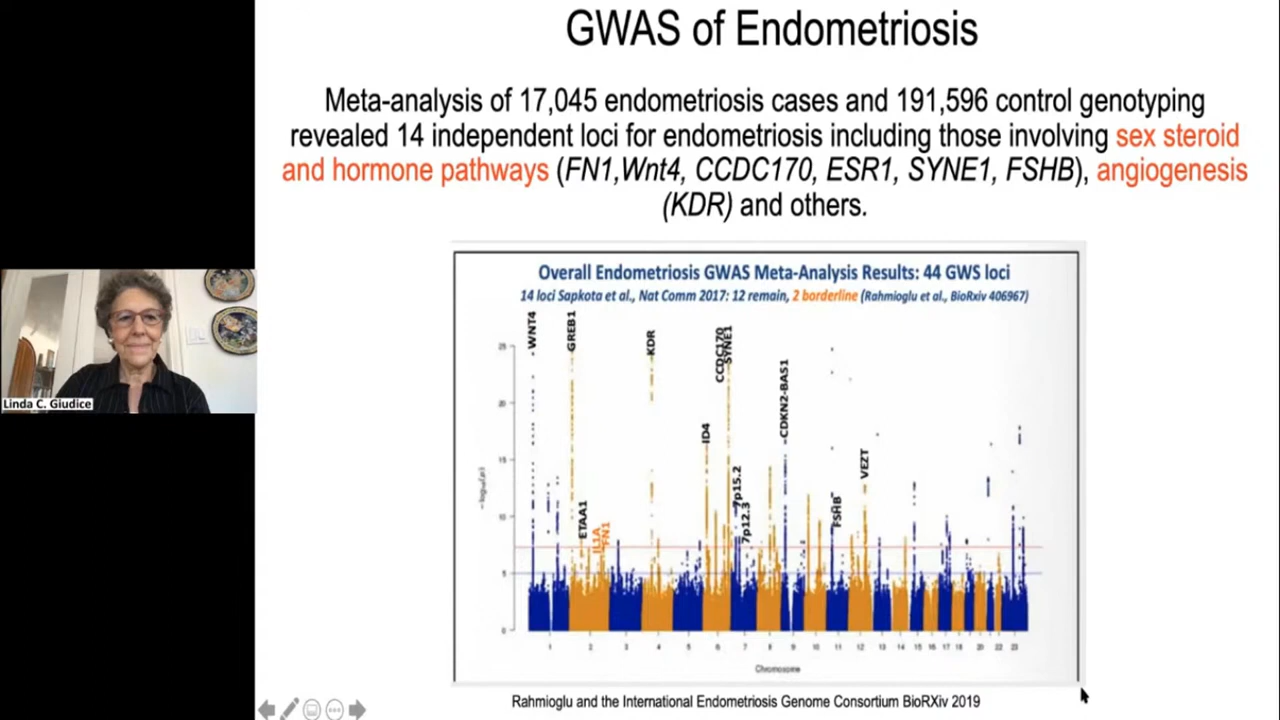 GWAS of Endometriosis
Meta-analysis of 17,045 endometriosis cases and 191,596 control genotyping
revealed 14 independent loci for endometriosis including those involving sex steroid
and hormone pathways (FN1,Wnt4, CCDC170, ESR1, SYNE1, FSHB), angiogenesis
(KDR) and others.
Overall Endometriosis GWAS Meta-Analysis Results: 44 GWS loci
14 loci Sapkota et al., Nat Comm 2017: 12 remain, 2 borderline (Rahmioglu et al., BioRxiv 406967)
WNT4
GREB1
ETAA1
IL1A
FN1
KDR
ID4
CCDC170
SYNE1
7p15.2
7p12.3
CDKN2-BAS1
FSHB
VEZT
25
20
15
10
5
0
1 2 3 4 5 6 7 8 9 10 11 12 13 14 15 16 17 18 20 22 23
Chromosome
Rahmioglu and the International Endometriosis Genome Consortium BioRXiv 2019
Linda C. Giudice